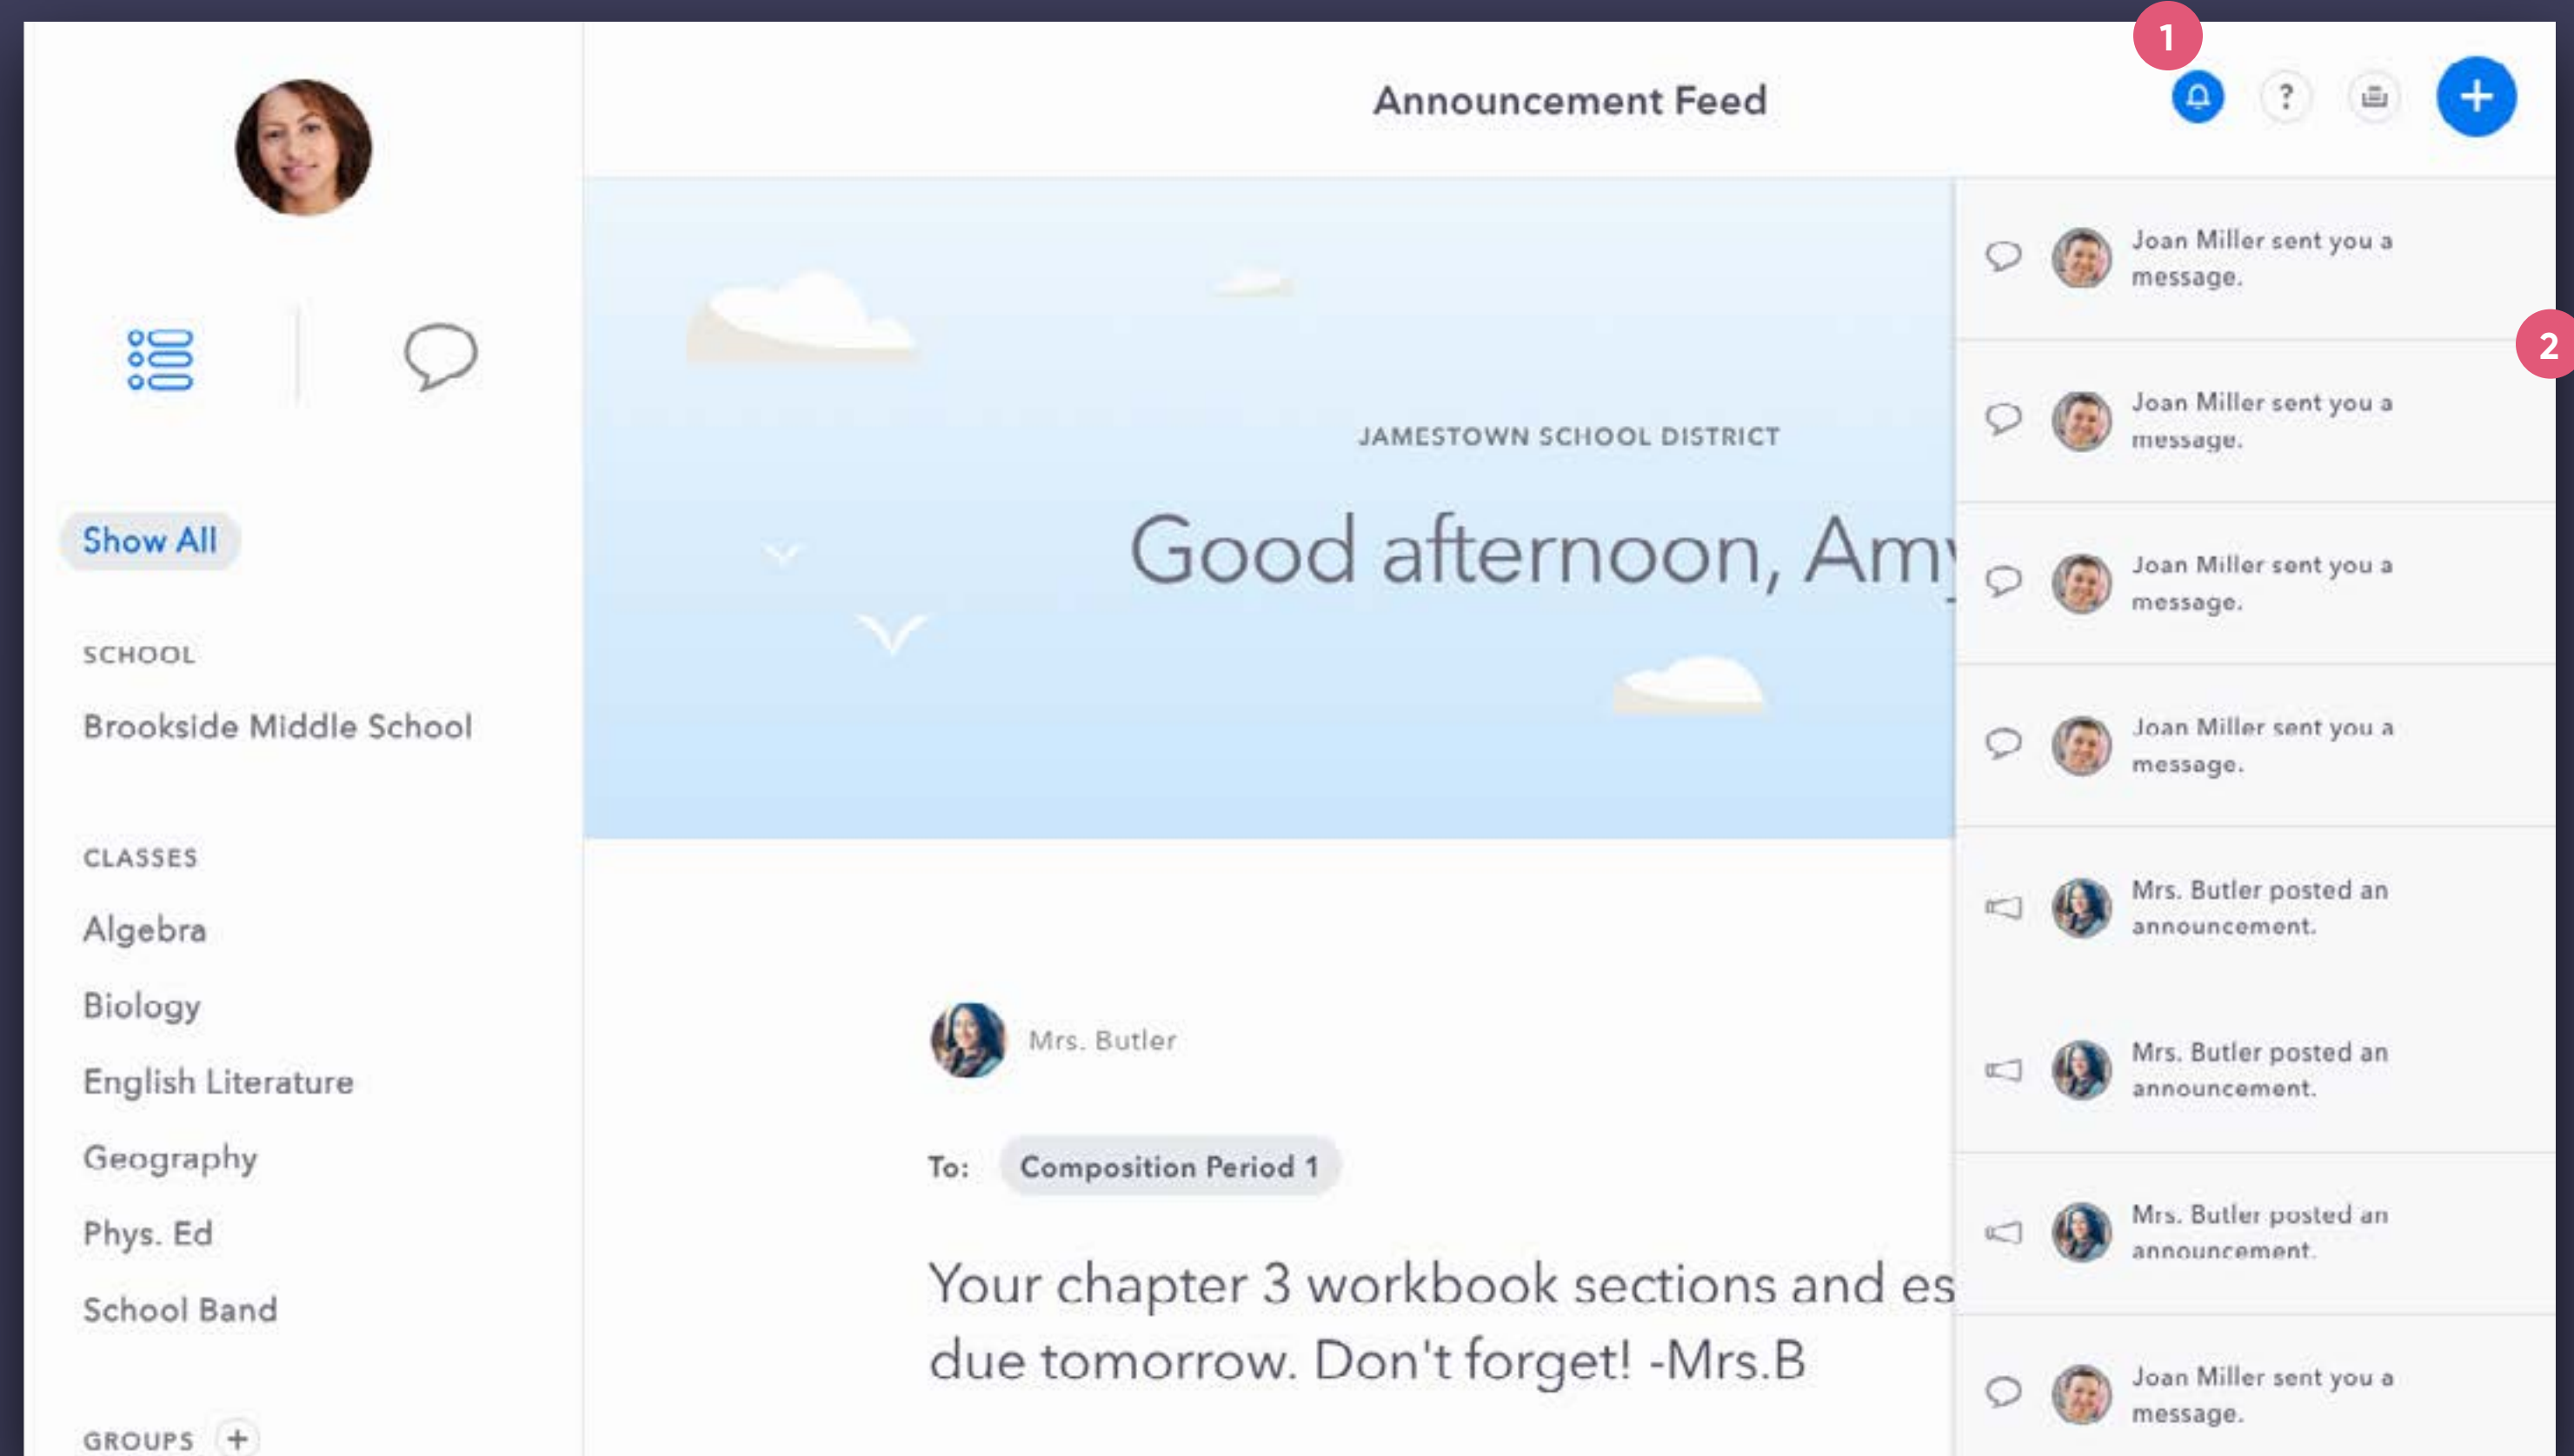 1
Announcement Feed
?
+
2
Show All
SCHOOL
Brookside Middle School
CLASSES
Algebra
Biology
English Literature
Geography
Phys. Ed
School Band
GROUPS +
JAMESTOWN SCHOOL DISTRICT
Good afternoon, Amy
Mrs. Butler
To: Composition Period 1
Your chapter 3 workbook sections and es
due tomorrow. Don't forget! -Mrs.B
Joan Miller sent you a
message.
Joan Miller sent you a
message.
Joan Miller sent you a
message.
Joan Miller sent you a
message.
Mrs. Butler posted an
announcement.
Mrs. Butler posted an
announcement.
Mrs. Butler posted an
announcement.
Joan Miller sent you a
message.